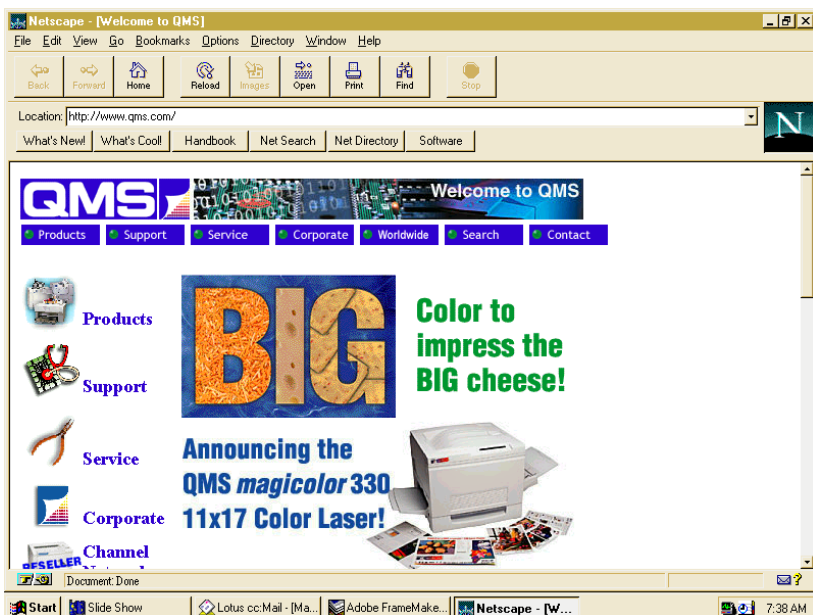 Netscape - [Welcome to QMS]
File Edit View Go Bookmarks Options Directory Window Help
Back Forward Home Reload Images Open Print Find Stop
Location: http://www.qms.com/
N
What's New! What's Cool! Handbook Net Search Net Directory Software
QMS Welcome to QMS
Products Support Service Corporate Worldwide Search Contact
BIG
Color to
impress the
BIG cheese!
Products
Support
Service
Corporate
Channel
RESELLER
Announcing the
QMS magicolor 330
11x17 Color Laser!
Document: Done
Start Slide Show Lotus cc:Mail - [Ma... Adobe FrameMake... Netscape - [W... 7:38 AM